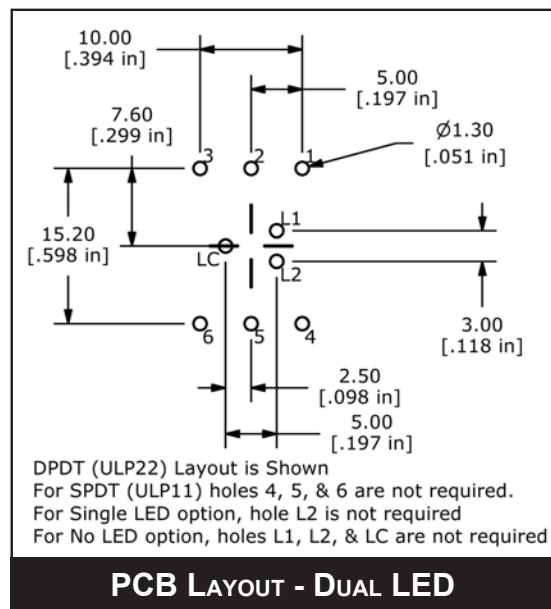 10.00
[.394 in]
5.00
[.197 in]
7.60
[.299 in]
Ø1.30
[.051 in]
3 2 1
15.20
[.598 in]
L1
LC
L2
3.00
[.118 in]
6 5 4
2.50
[.098 in]
5.00
[.197 in]
DPDT (ULP22) Layout is Shown
For SPDT (ULP11) holes 4, 5, & 6 are not required.
For Single LED option, hole L2 is not required
For No LED option, holes L1, L2, & LC are not required
PCB LAYOUT - DUAL LED